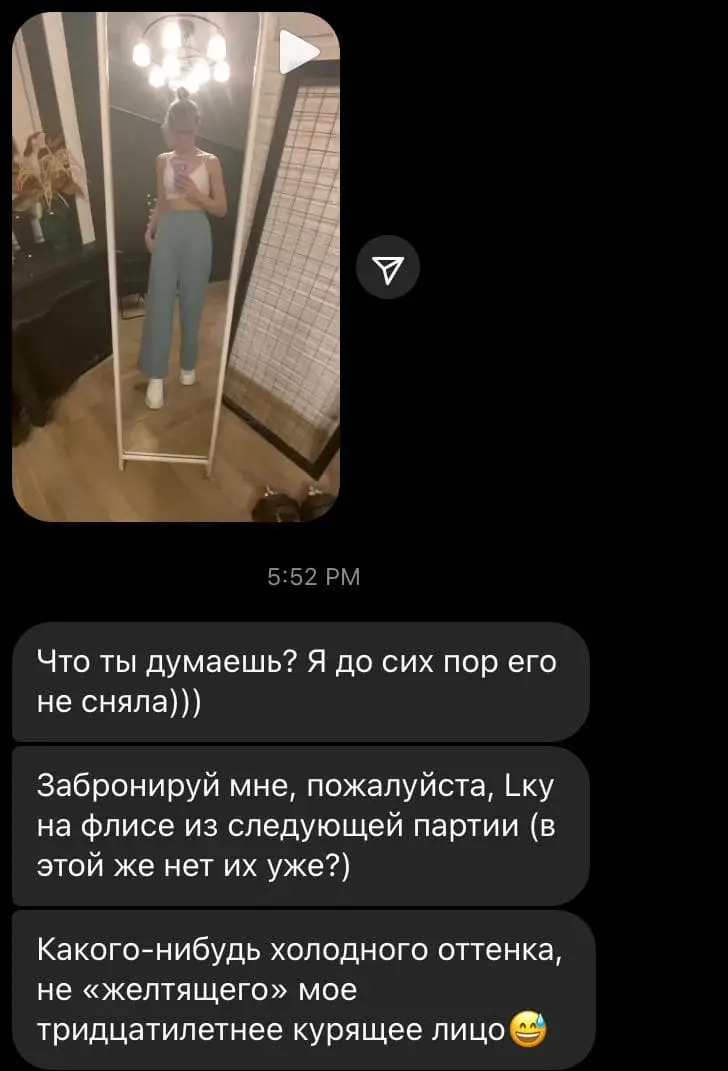 5:52 PM
Что ты думаешь? Я до сих пор его
не сняла)))
Забронируй мне, пожалуйста, Lку
на флисе из следующей партии (в
этой же нет их уже?)
Какого-нибудь холодного оттенка,
не «желтящего» мое
тридцатилетнее курящее лицо😅